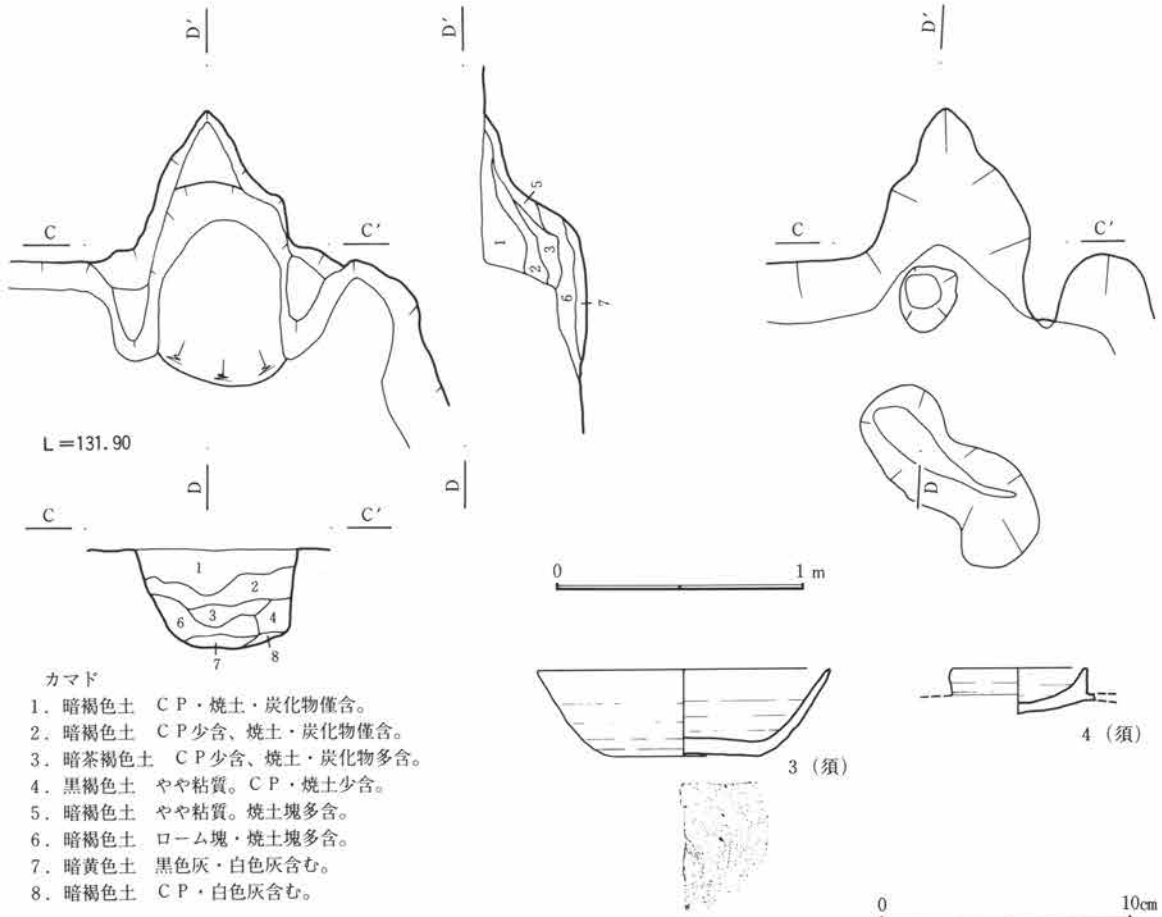 D′
D′
D′
C
C′
C
C′
1
2
3
5
6
7
L＝131.90
D
D
D
C
C′
1
2
3
4
6
7
8
0 1 m
カマド
1．暗褐色土 ＣＰ・焼土・炭化物僅含。
2．暗褐色土 ＣＰ少含、焼土・炭化物僅含。
3．暗茶褐色土 ＣＰ少含、焼土・炭化物多含。
4．黒褐色土 やや粘質。ＣＰ・焼土少含。
5．暗褐色土 やや粘質。焼土塊多含。
6．暗褐色土 ローム塊・焼土塊多含。
7．暗黄色土 黒色灰・白色灰含む。
8．暗褐色土 ＣＰ・白色灰含む。
3（須）
4（須）
0 10cm